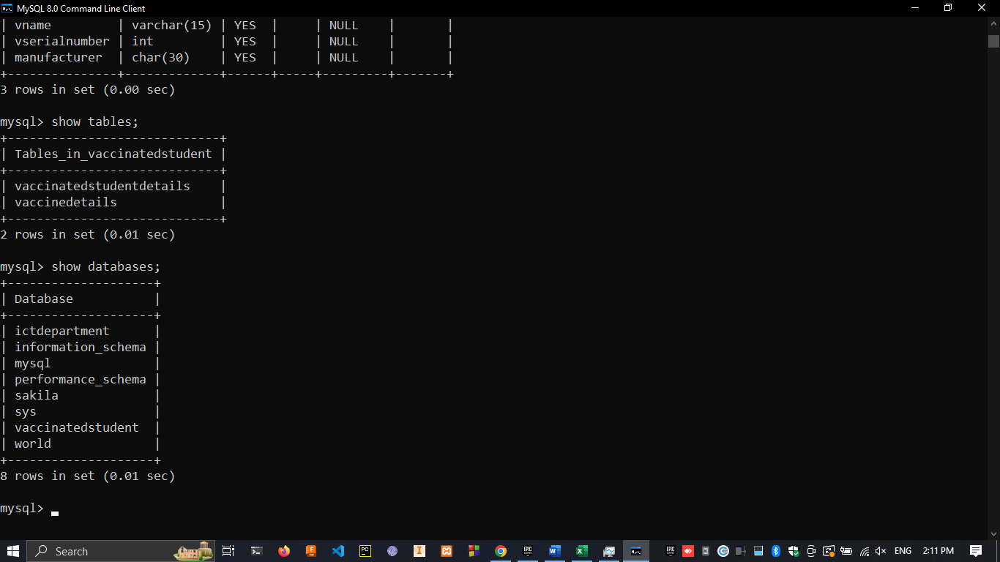 MySQL 8.0 Command Line Client
| vname         | varchar(15) | YES  |     | NULL    |       |
| vserialnumber | int         | YES  |     | NULL    |       |
| manufacturer  | char(30)    | YES  |     | NULL    |       |
+---------------+-------------+------+-----+---------+-------+
3 rows in set (0.00 sec)
mysql> show tables;
+-----------------------------+
| Tables_in_vaccinatedstudent |
+-----------------------------+
| vaccinatedstudentdetails    |
| vaccinedetails              |
+-----------------------------+
2 rows in set (0.01 sec)
mysql> show databases;
+--------------------+
| Database           |
+--------------------+
| ictdepartment      |
| information_schema |
| mysql              |
| performance_schema |
| sakila             |
| sys                |
| vaccinatedstudent  |
| world              |
+--------------------+
8 rows in set (0.01 sec)
mysql>
Search
ENG
2:11 PM